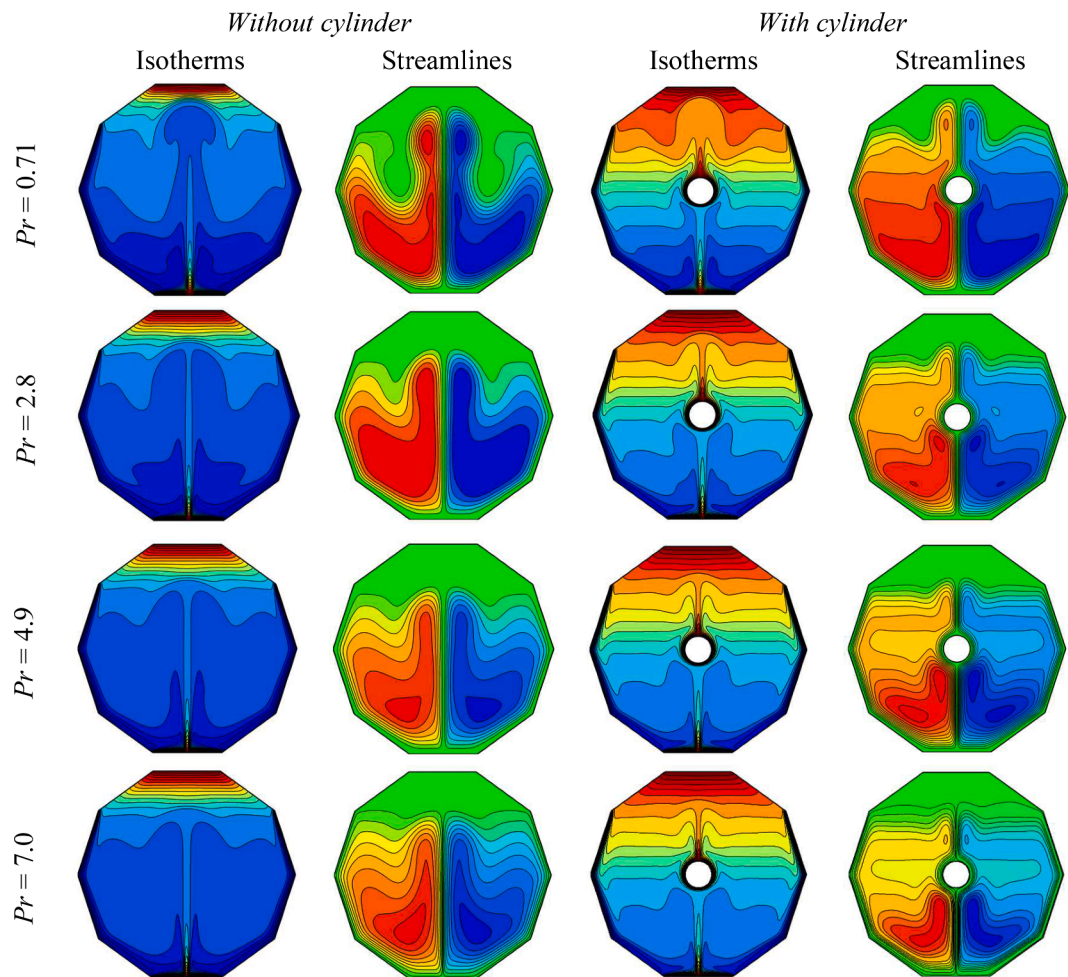 Without cylinder With cylinder
Isotherms Streamlines Isotherms Streamlines
Pr = 0.71
Pr = 2.8
Pr = 4.9
Pr = 7.0